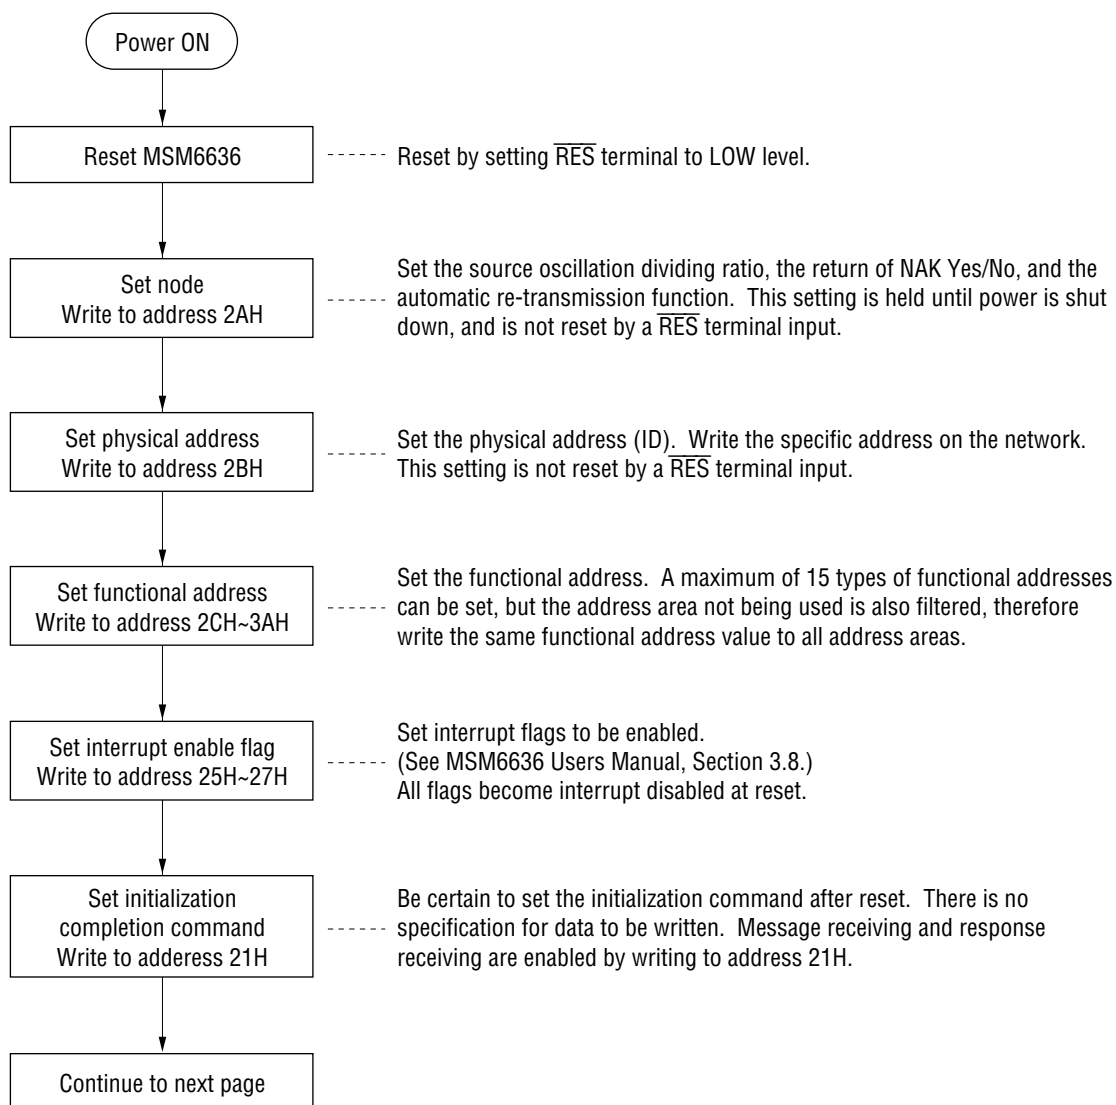 Power ON
Reset MSM6636
Reset by setting R̅E̅S̅ terminal to LOW level.
Set node
Write to address 2AH
Set the source oscillation dividing ratio, the return of NAK Yes/No, and the
automatic re-transmission function. This setting is held until power is shut
down, and is not reset by a R̅E̅S̅ terminal input.
Set physical address
Write to address 2BH
Set the physical address (ID). Write the specific address on the network.
This setting is not reset by a R̅E̅S̅ terminal input.
Set functional address
Write to address 2CH~3AH
Set the functional address. A maximum of 15 types of functional addresses
can be set, but the address area not being used is also filtered, therefore
write the same functional address value to all address areas.
Set interrupt enable flag
Write to address 25H~27H
Set interrupt flags to be enabled.
(See MSM6636 Users Manual, Section 3.8.)
All flags become interrupt disabled at reset.
Set initialization
completion command
Write to adderess 21H
Be certain to set the initialization command after reset. There is no
specification for data to be written. Message receiving and response
receiving are enabled by writing to address 21H.
Continue to next page